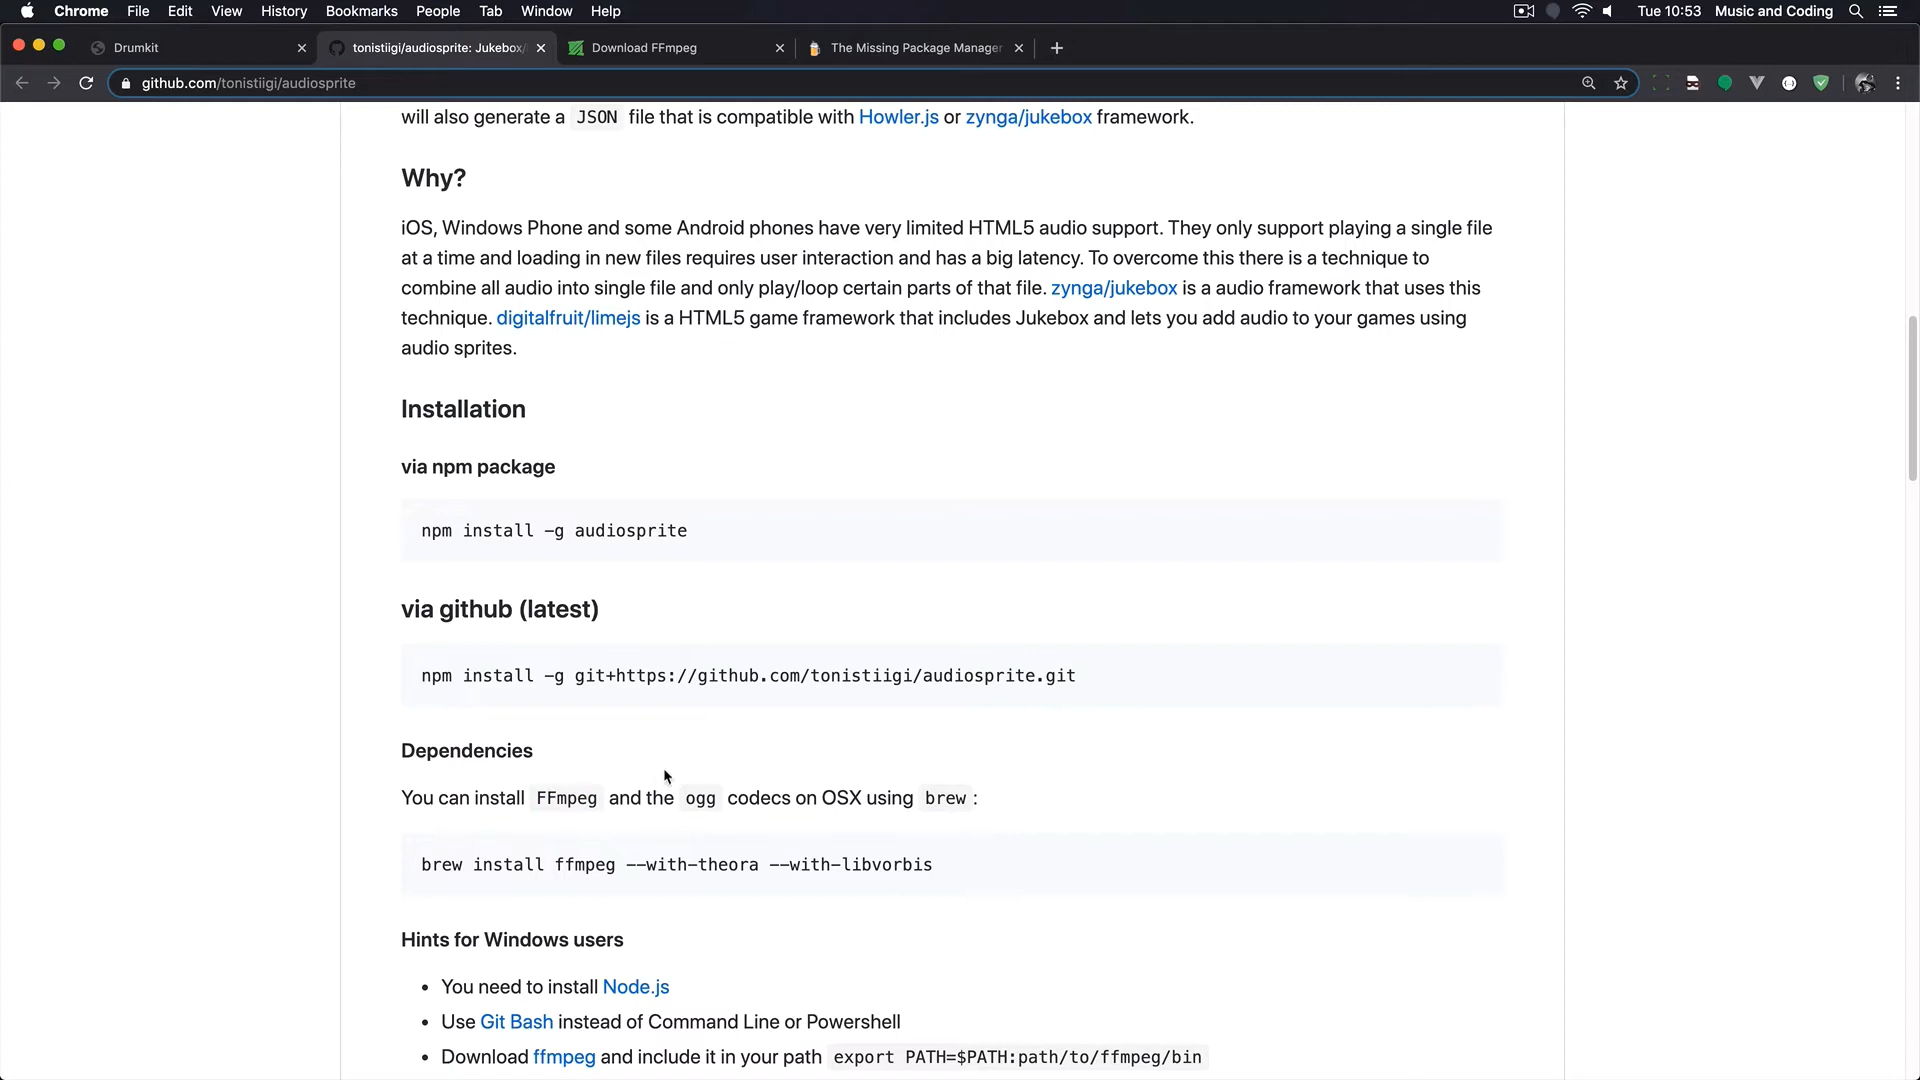 Chrome File Edit View History Bookmarks People Tab Window Help Tue 10:53 Music and Coding
Drumkit tonistiigi/audiosprite: Jukebox/ Download FFmpeg The Missing Package Manager
github.com/tonistiigi/audiosprite
will also generate a JSON file that is compatible with Howler.js or zynga/jukebox framework.
Why?
iOS, Windows Phone and some Android phones have very limited HTML5 audio support. They only support playing a single file
at a time and loading in new files requires user interaction and has a big latency. To overcome this there is a technique to
combine all audio into single file and only play/loop certain parts of that file. zynga/jukebox is a audio framework that uses this
technique. digitalfruit/limejs is a HTML5 game framework that includes Jukebox and lets you add audio to your games using
audio sprites.
Installation
via npm package
npm install -g audiosprite
via github (latest)
npm install -g git+https://github.com/tonistiigi/audiosprite.git
Dependencies
You can install FFmpeg and the ogg codecs on OSX using brew :
brew install ffmpeg --with-theora --with-libvorbis
Hints for Windows users
• You need to install Node.js
• Use Git Bash instead of Command Line or Powershell
• Download ffmpeg and include it in your path export PATH=$PATH:path/to/ffmpeg/bin